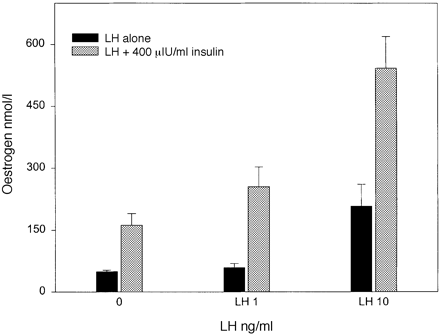 600
450
300
150
0
Oestrogen nmol/l
LH alone
LH + 400 μIU/ml insulin
0 LH 1 LH 10
LH ng/ml